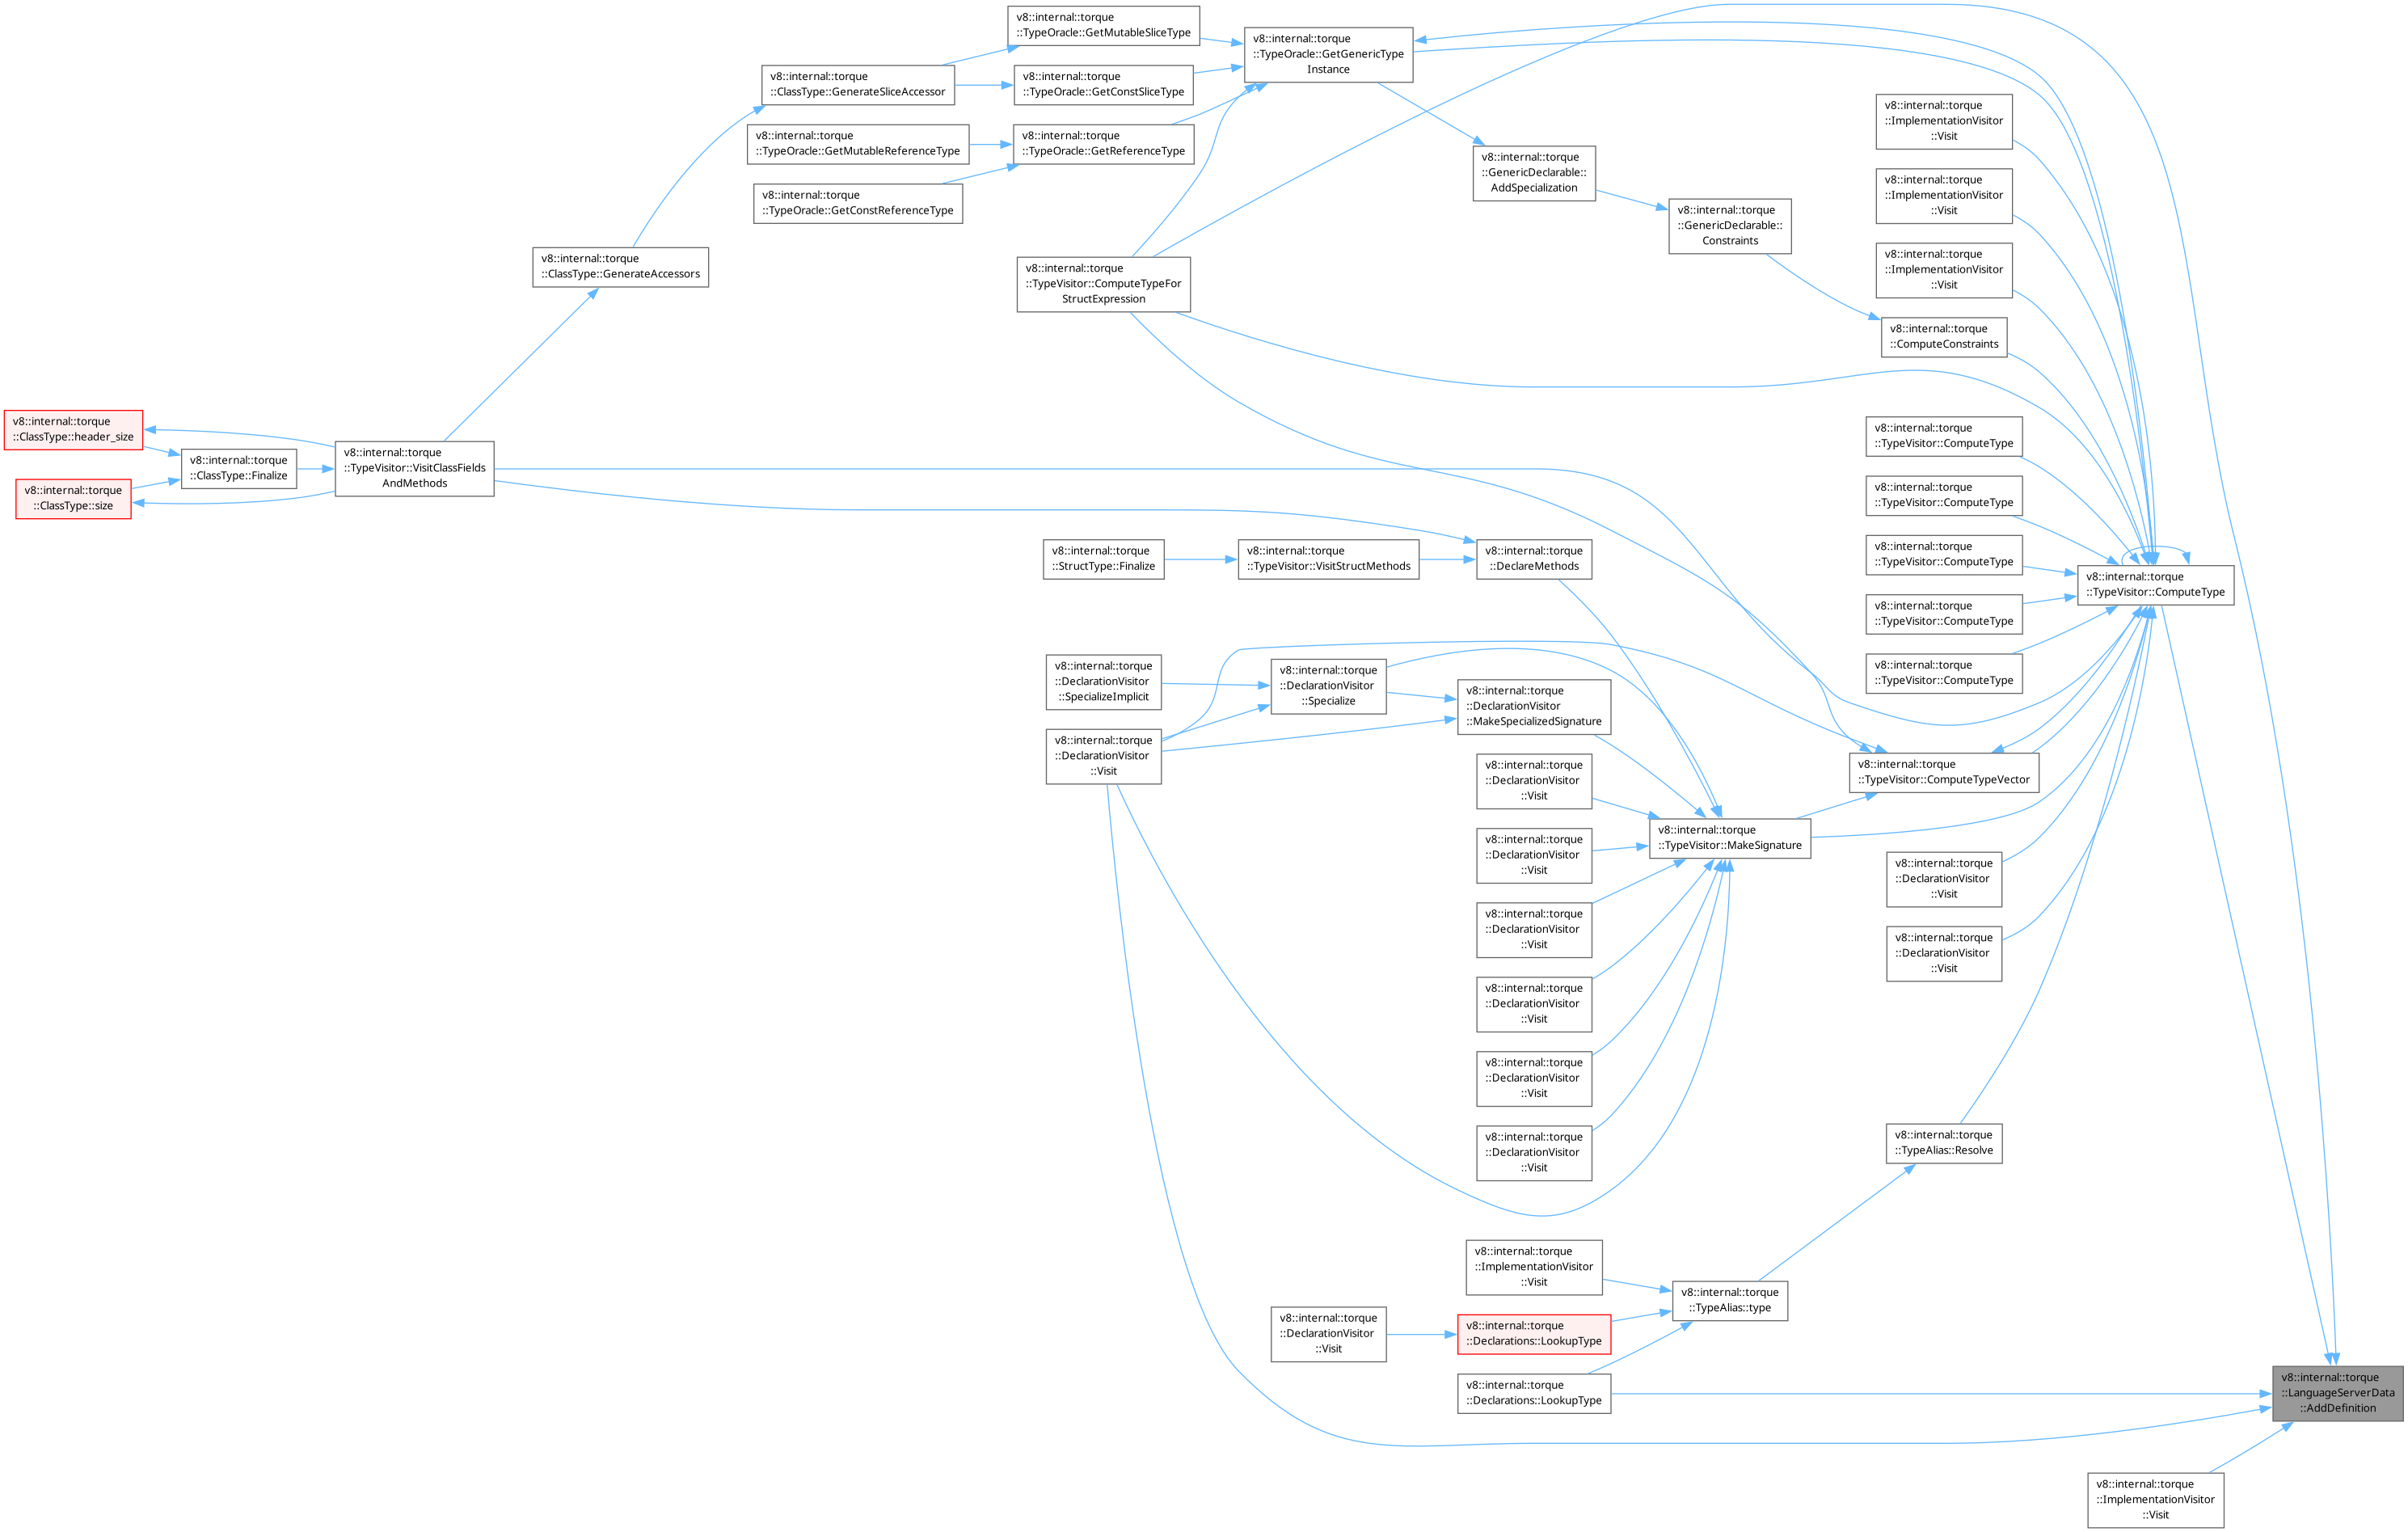 v8::internal::torque
::TypeOracle::GetMutableSliceType
v8::internal::torque
::TypeOracle::GetGenericType
Instance
v8::internal::torque
::ClassType::GenerateSliceAccessor
v8::internal::torque
::TypeOracle::GetConstSliceType
v8::internal::torque
::ImplementationVisitor
::Visit
v8::internal::torque
::TypeOracle::GetMutableReferenceType
v8::internal::torque
::TypeOracle::GetReferenceType
v8::internal::torque
::GenericDeclarable::
AddSpecialization
v8::internal::torque
::ImplementationVisitor
::Visit
v8::internal::torque
::TypeOracle::GetConstReferenceType
v8::internal::torque
::GenericDeclarable::
Constraints
v8::internal::torque
::ClassType::GenerateAccessors
v8::internal::torque
::TypeVisitor::ComputeTypeFor
StructExpression
v8::internal::torque
::ImplementationVisitor
::Visit
v8::internal::torque
::ComputeConstraints
v8::internal::torque
::ClassType::header_size
v8::internal::torque
::TypeVisitor::ComputeType
v8::internal::torque
::ClassType::Finalize
v8::internal::torque
::TypeVisitor::VisitClassFields
AndMethods
v8::internal::torque
::ClassType::size
v8::internal::torque
::TypeVisitor::ComputeType
v8::internal::torque
::StructType::Finalize
v8::internal::torque
::TypeVisitor::VisitStructMethods
v8::internal::torque
::DeclareMethods
v8::internal::torque
::TypeVisitor::ComputeType
v8::internal::torque
::TypeVisitor::ComputeType
v8::internal::torque
::TypeVisitor::ComputeType
v8::internal::torque
::TypeVisitor::ComputeType
v8::internal::torque
::DeclarationVisitor
::SpecializeImplicit
v8::internal::torque
::DeclarationVisitor
::Specialize
v8::internal::torque
::DeclarationVisitor
::MakeSpecializedSignature
v8::internal::torque
::DeclarationVisitor
::Visit
v8::internal::torque
::DeclarationVisitor
::Visit
v8::internal::torque
::TypeVisitor::ComputeTypeVector
v8::internal::torque
::DeclarationVisitor
::Visit
v8::internal::torque
::TypeVisitor::MakeSignature
v8::internal::torque
::DeclarationVisitor
::Visit
v8::internal::torque
::DeclarationVisitor
::Visit
v8::internal::torque
::DeclarationVisitor
::Visit
v8::internal::torque
::DeclarationVisitor
::Visit
v8::internal::torque
::DeclarationVisitor
::Visit
v8::internal::torque
::DeclarationVisitor
::Visit
v8::internal::torque
::TypeAlias::Resolve
v8::internal::torque
::ImplementationVisitor
::Visit
v8::internal::torque
::TypeAlias::type
v8::internal::torque
::DeclarationVisitor
::Visit
v8::internal::torque
::Declarations::LookupType
v8::internal::torque
::Declarations::LookupType
v8::internal::torque
::LanguageServerData
::AddDefinition
v8::internal::torque
::ImplementationVisitor
::Visit